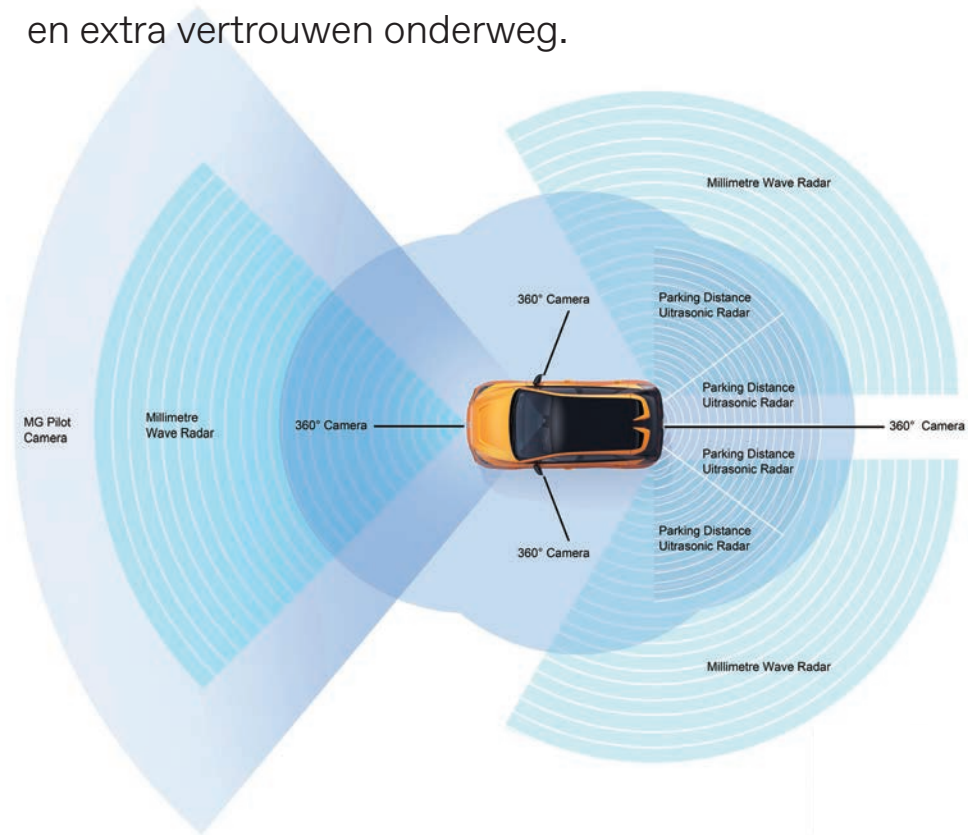 en extra vertrouwen onderweg.
Millimetre Wave Radar
360° Camera
Parking Distance
Uitrasonic Radar
Parking Distance
Uitrasonic Radar
MG Pilot
Camera
Millimetre
Wave Radar
360° Camera
360° Camera
Parking Distance
Uitrasonic Radar
Parking Distance
Uitrasonic Radar
360° Camera
Millimetre Wave Radar